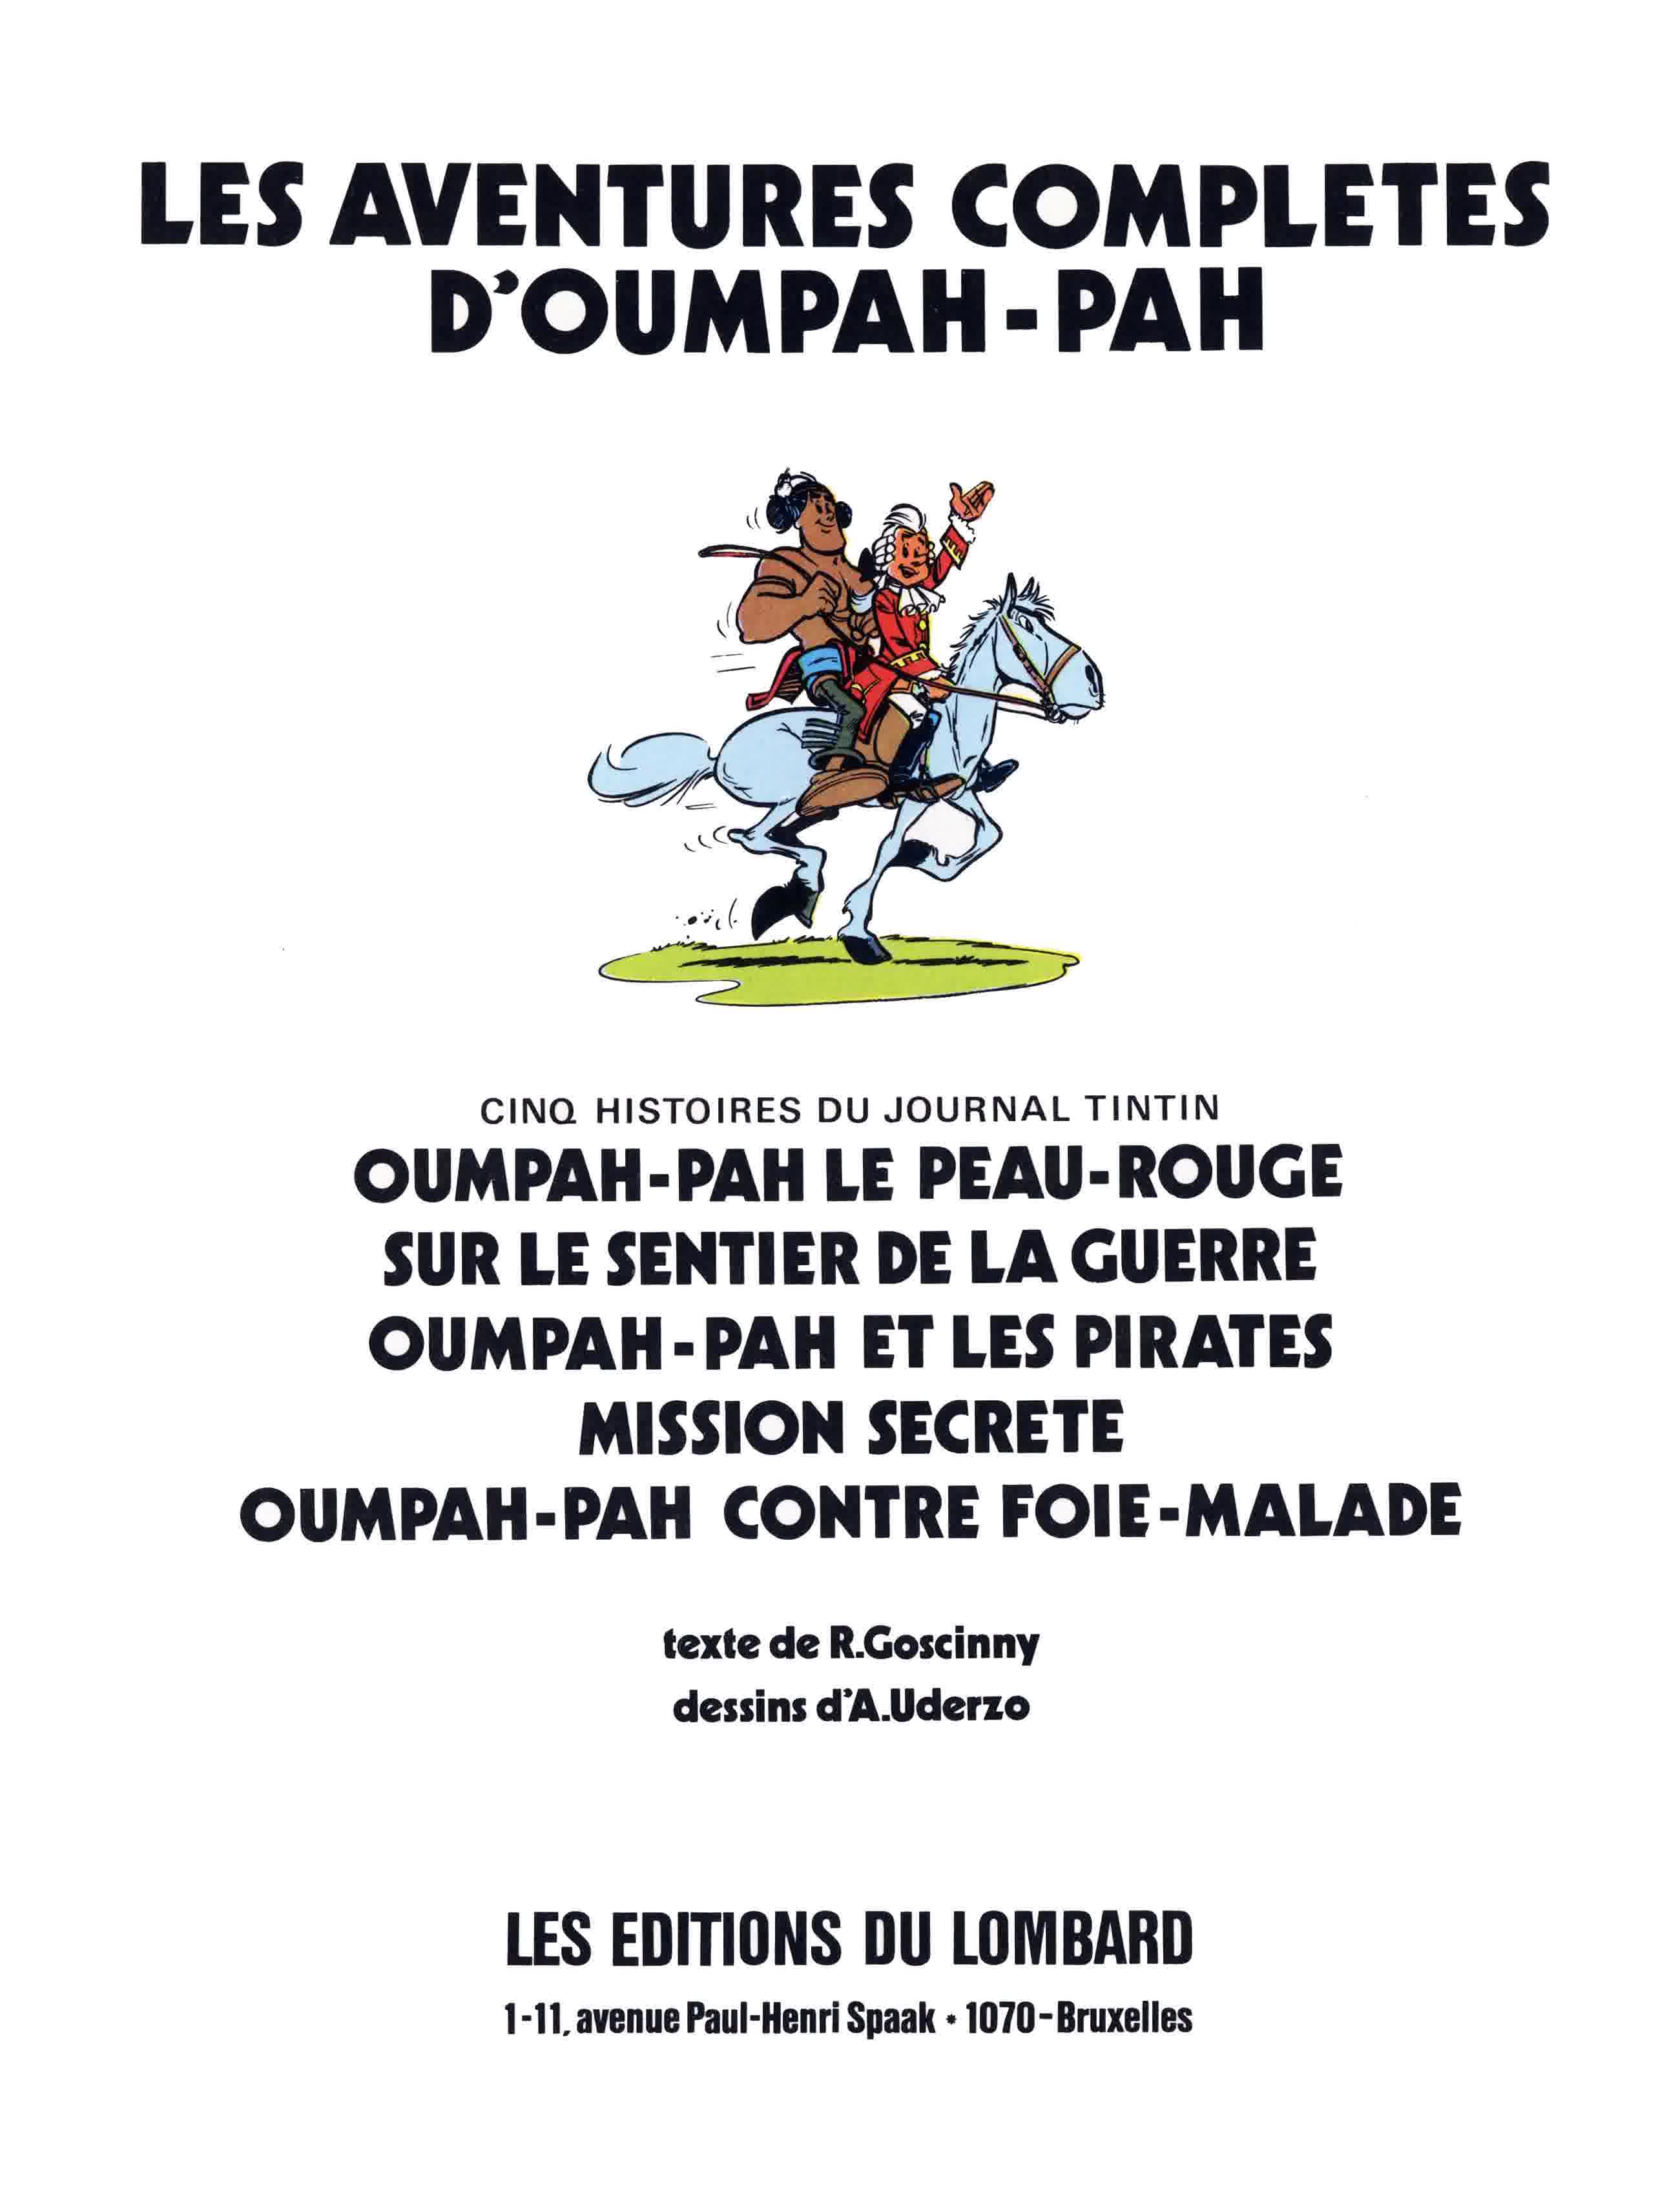 LES AVENTURES COMPLETES
D'OUMPAH-PAH
CINQ HISTOIRES DU JOURNAL TINTIN
OUMPAH-PAH LE PEAU-ROUGE
SUR LE SENTIER DE LA GUERRE
OUMPAH-PAH ET LES PIRATES
MISSION SECRETE
OUMPAH-PAH CONTRE FOIE-MALADE
texte de R.Goscinny
dessins d'A.Uderzo
LES EDITIONS DU LOMBARD
1-11, avenue Paul-Henri Spaak * 1070-Bruxelles